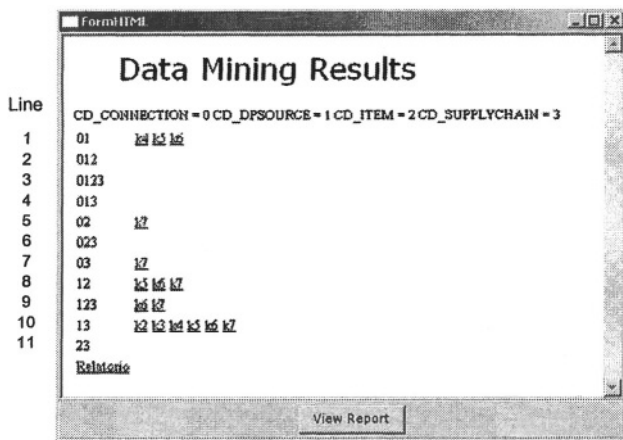 FormHTML
Data Mining Results
Line
CD_CONNECTION = 0 CD_DPSOURCE = 1 CD_ITEM = 2 CD_SUPPLYCHAIN = 3
1 01 k4 k5 k6
2 012
3 0123
4 013
5 02 k7
6 023
7 03 k7
8 12 k5 k6 k7
9 123 k6 k7
10 13 k2 k3 k4 k5 k6 k7
11 23
Relatorio
View Report